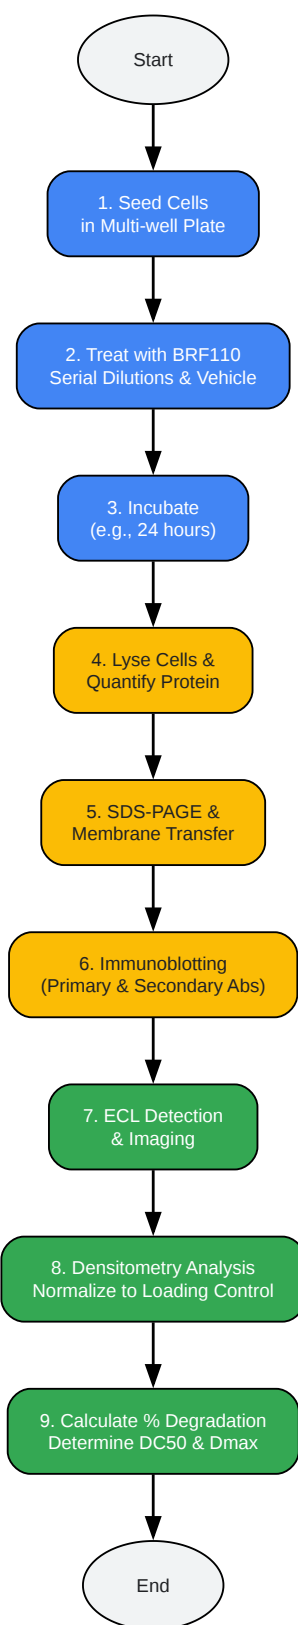 Start
1. Seed Cells
in Multi-well Plate
2. Treat with BRF110
Serial Dilutions & Vehicle
3. Incubate
(e.g., 24 hours)
4. Lyse Cells &
Quantify Protein
5. SDS-PAGE &
Membrane Transfer
6. Immunoblotting
(Primary & Secondary Abs)
7. ECL Detection
& Imaging
8. Densitometry Analysis
Normalize to Loading Control
9. Calculate % Degradation
Determine DC50 & Dmax
End